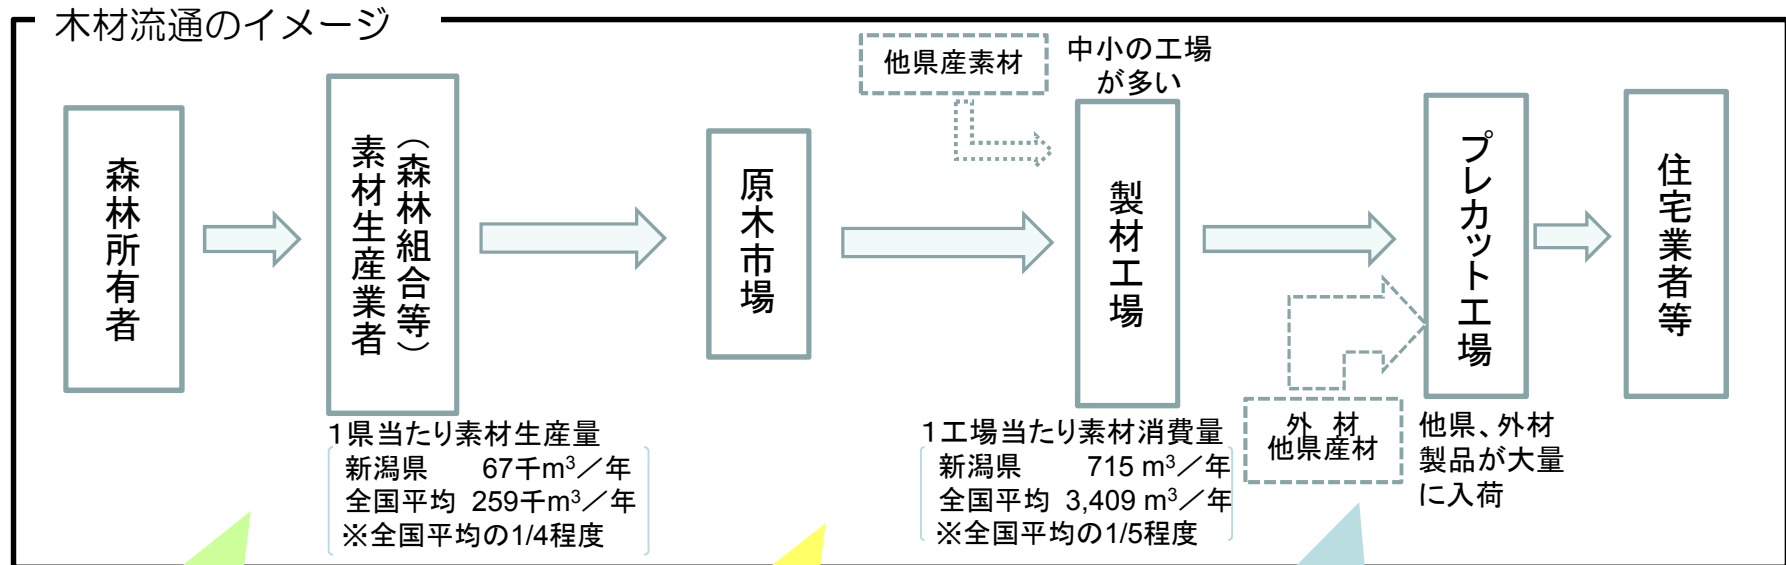 木材流通のイメージ
森林所有者
素材生産業者
（森林組合等）
1県当たり素材生産量
新潟県 67千m³／年
全国平均 259千m³／年
※全国平均の1/4程度
原木市場
他県産素材
中小の工場
が多い
製材工場
1工場当たり素材消費量
新潟県 715 m³／年
全国平均 3,409 m³／年
※全国平均の1/5程度
外　材
他県産材
プレカット工場
他県、外材
製品が大量
に入荷
住宅業者等